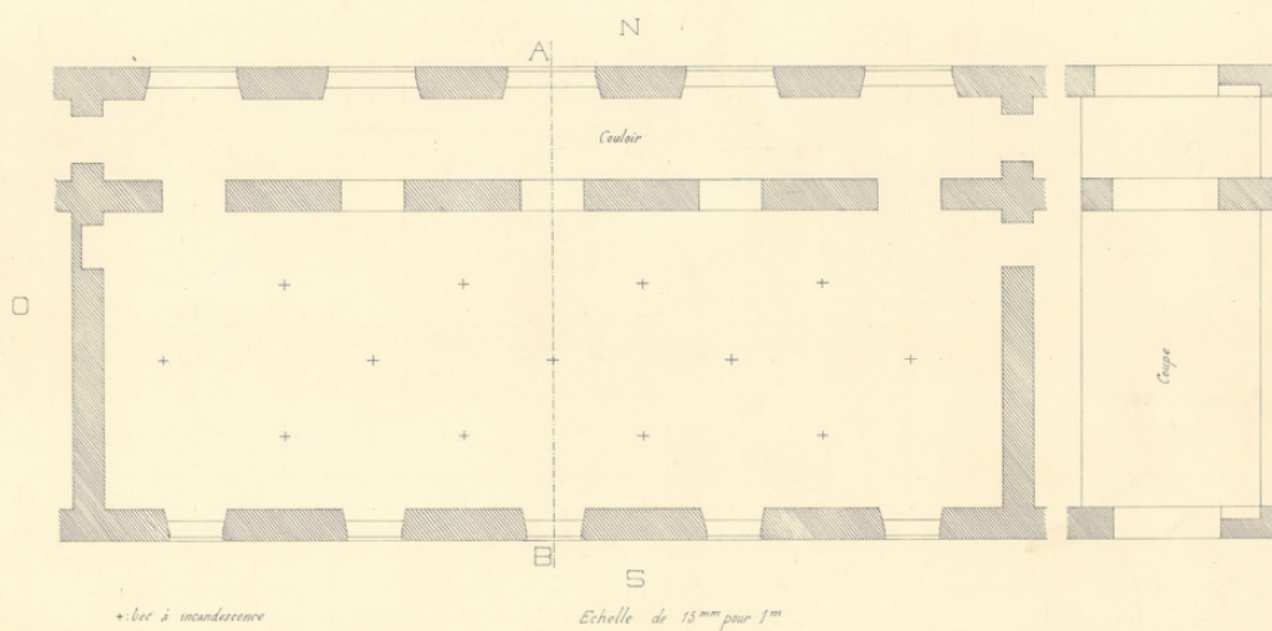 N
A
Couloir
O
Coupe
B
S
+: bec à incandescence
Echelle de 15mm pour 1m